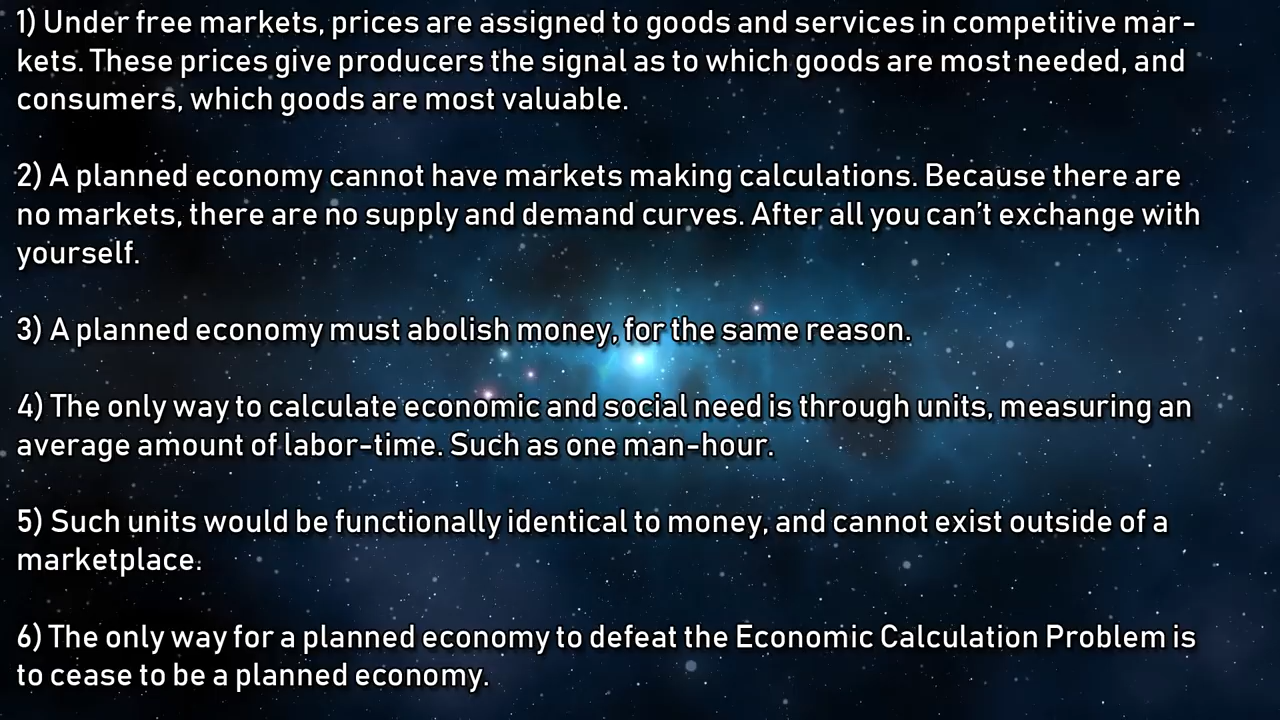 1) Under free markets, prices are assigned to goods and services in competitive mar-
kets. These prices give producers the signal as to which goods are most needed, and
consumers, which goods are most valuable.
2) A planned economy cannot have markets making calculations. Because there are
no markets, there are no supply and demand curves. After all you can’t exchange with
yourself.
3) A planned economy must abolish money, for the same reason.
4) The only way to calculate economic and social need is through units, measuring an
average amount of labor-time. Such as one man-hour.
5) Such units would be functionally identical to money, and cannot exist outside of a
marketplace.
6) The only way for a planned economy to defeat the Economic Calculation Problem is
to cease to be a planned economy.